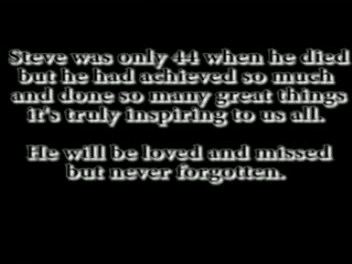 Steve was only 44 when he died
but he had achieved so much
and done so many great things
it's truly inspiring to us all.
He will be loved and missed
but never forgotten.